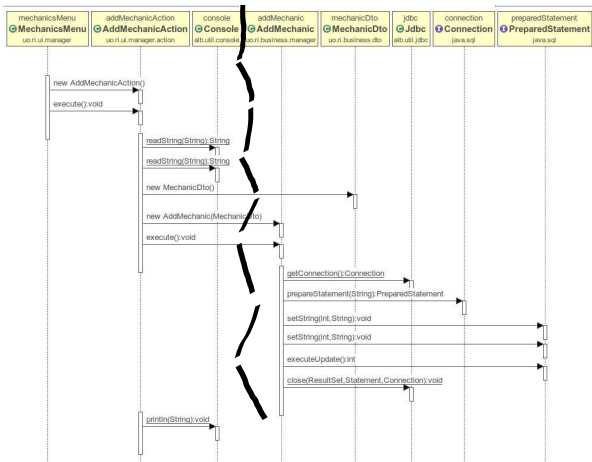 mechanicsMenu
MechanicsMenu
uo.ri.ui.manager
addMechanicAction
AddMechanicAction
uo.ri.ui.manager.action
console
Console
alb.util.console
addMechanic
AddMechanic
uo.ri.business.manager
mechanicDto
MechanicDto
uo.ri.business.dto
jdbc
Jdbc
alb.util.jdbc
connection
Connection
java.sql
preparedStatement
PreparedStatement
java.sql
new AddMechanicAction()
execute():void
readString(String):String
readString(String):String
new MechanicDto()
new AddMechanic(MechanicDto)
execute():void
getConnection():Connection
prepareStatement(String):PreparedStatement
setString(int,String):void
setString(int,String):void
executeUpdate():int
close(ResultSet,Statement,Connection):void
println(String):void